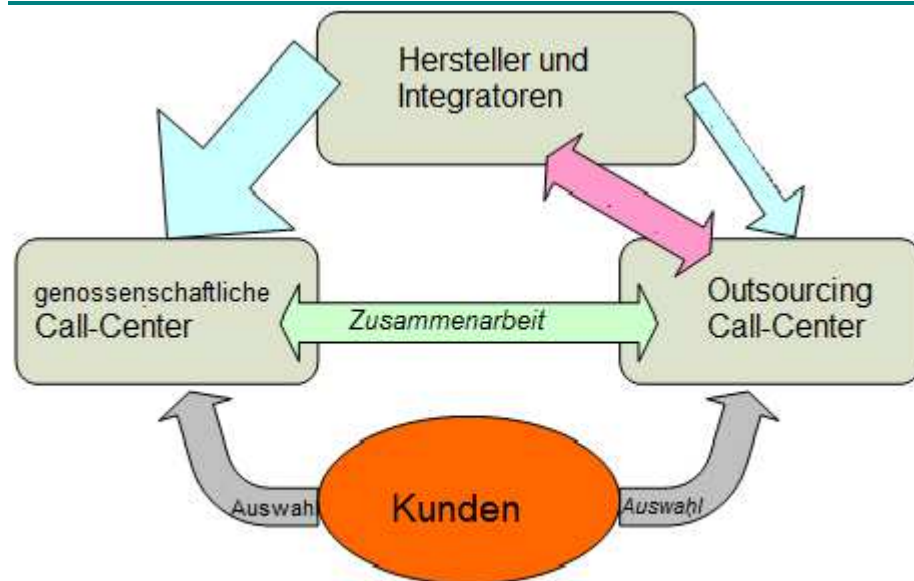 Hersteller und
Integratoren
genossenschaftliche
Call-Center
Zusammenarbeit
Outsourcing
Call-Center
Auswahl
Kunden
Auswahl